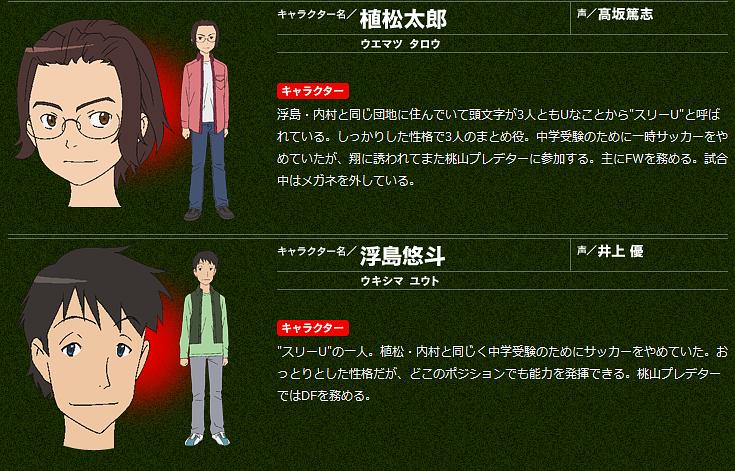 キャラクター名／植松太郎
声／髙坂篤志
ウエマツ タロウ
キャラクター
浮島・内村と同じ団地に住んでいて頭文字が3人ともUなことから"スリーU"と呼ば
れている。しっかりした性格で3人のまとめ役。中学受験のために一時サッカーをや
めていたが、翔に誘われてまた桃山プレデターに参加する。主にFWを務める。試合
中はメガネを外している。
キャラクター名／浮島悠斗
声／井上 優
ウキシマ ユウト
キャラクター
"スリーU"の一人。植松・内村と同じく中学受験のためにサッカーをやめていた。お
っとりとした性格だが、どこのポジションでも能力を発揮できる。桃山プレデター
ではDFを務める。